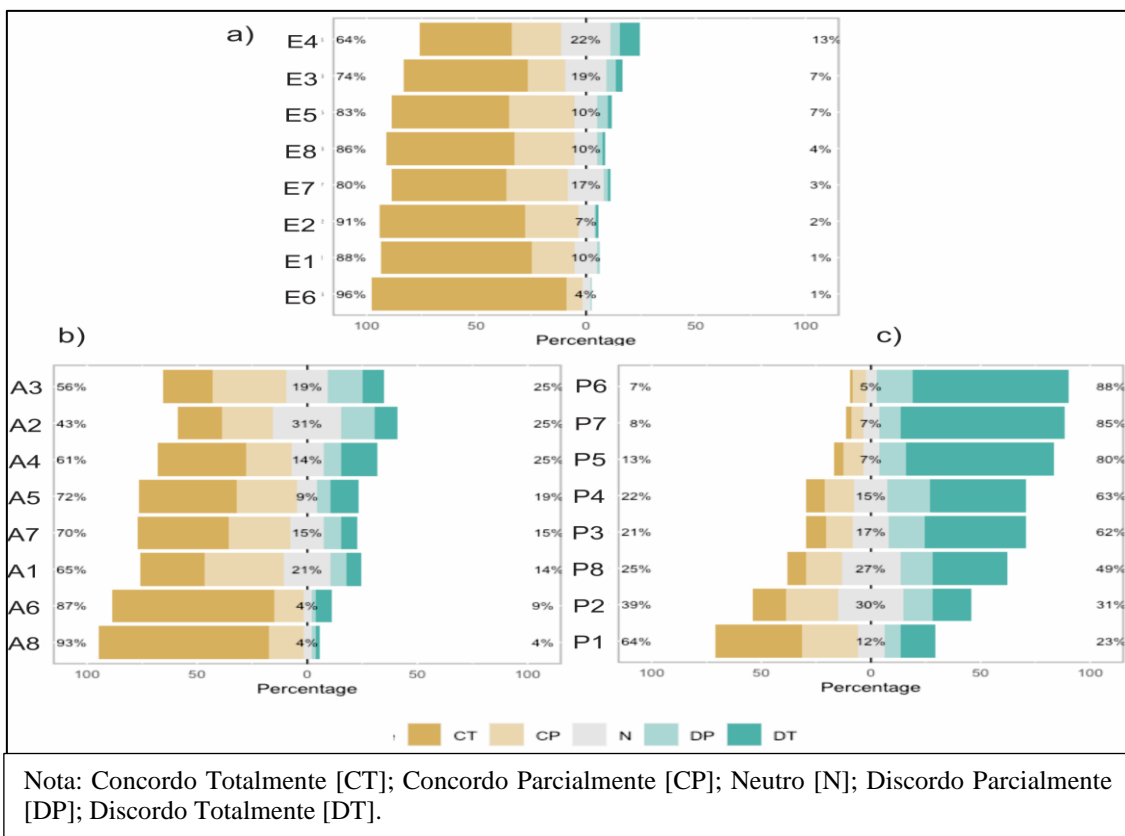 a)
E4 64% 22% 13%
E3 74% 19% 7%
E5 83% 10% 7%
E8 86% 10% 4%
E7 80% 17% 3%
E2 91% 7% 2%
E1 88% 10% 1%
E6 96% 4% 1%
100 50 0 50 100
Percentage
b)
A3 56% 19% 25%
A2 43% 31% 25%
A4 61% 14% 25%
A5 72% 9% 19%
A7 70% 15% 15%
A1 65% 21% 14%
A6 87% 4% 9%
A8 93% 4% 4%
100 50 0 50 100
Percentage
c)
P6 7% 5% 88%
P7 8% 7% 85%
P5 13% 7% 80%
P4 22% 15% 63%
P3 21% 17% 62%
P8 25% 27% 49%
P2 39% 30% 31%
P1 64% 12% 23%
100 50 0 50 100
Percentage
CT CP N DP DT
Nota: Concordo Totalmente [CT]; Concordo Parcialmente [CP]; Neutro [N]; Discordo Parcialmente
[DP]; Discordo Totalmente [DT].